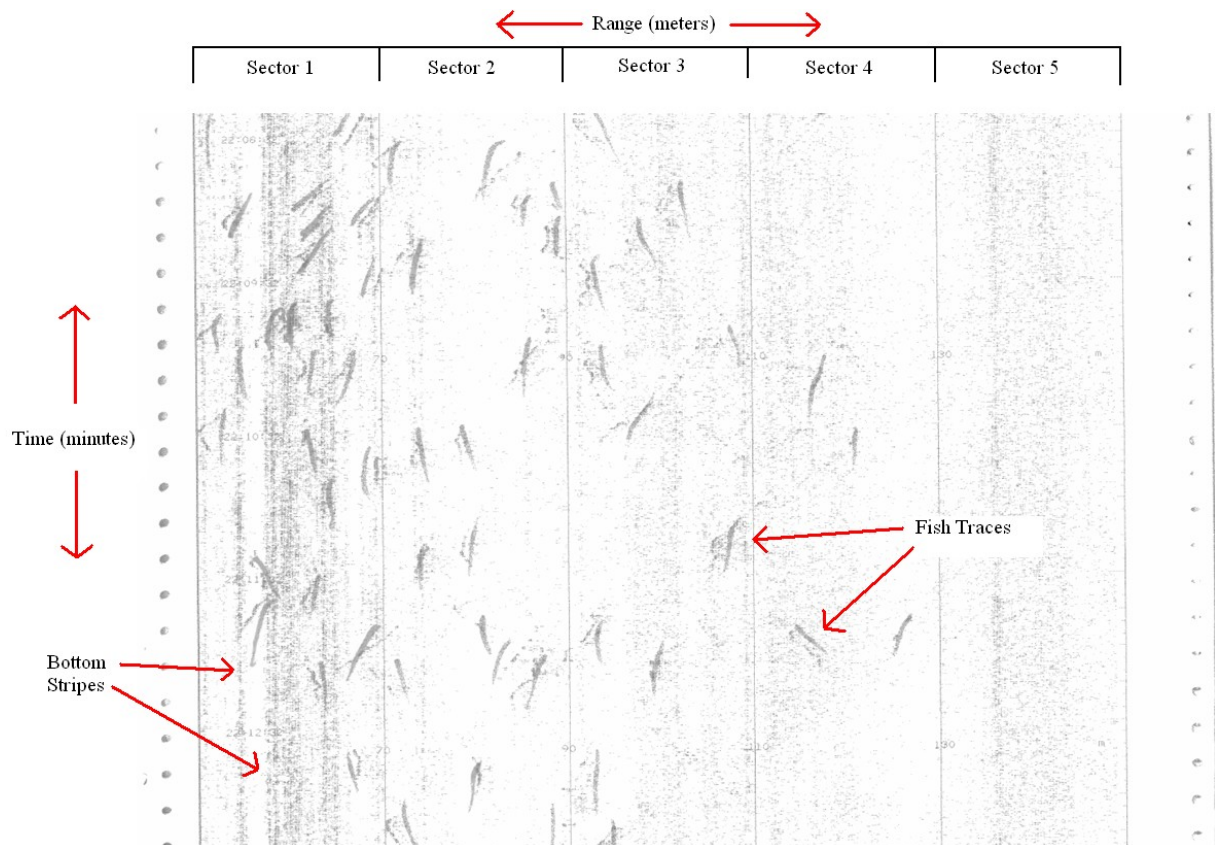 Range (meters)
Sector 1
Sector 2
Sector 3
Sector 4
Sector 5
70
110
130
m
Time (minutes)
Fish Traces
Bottom
Stripes
70
90
110
130
m